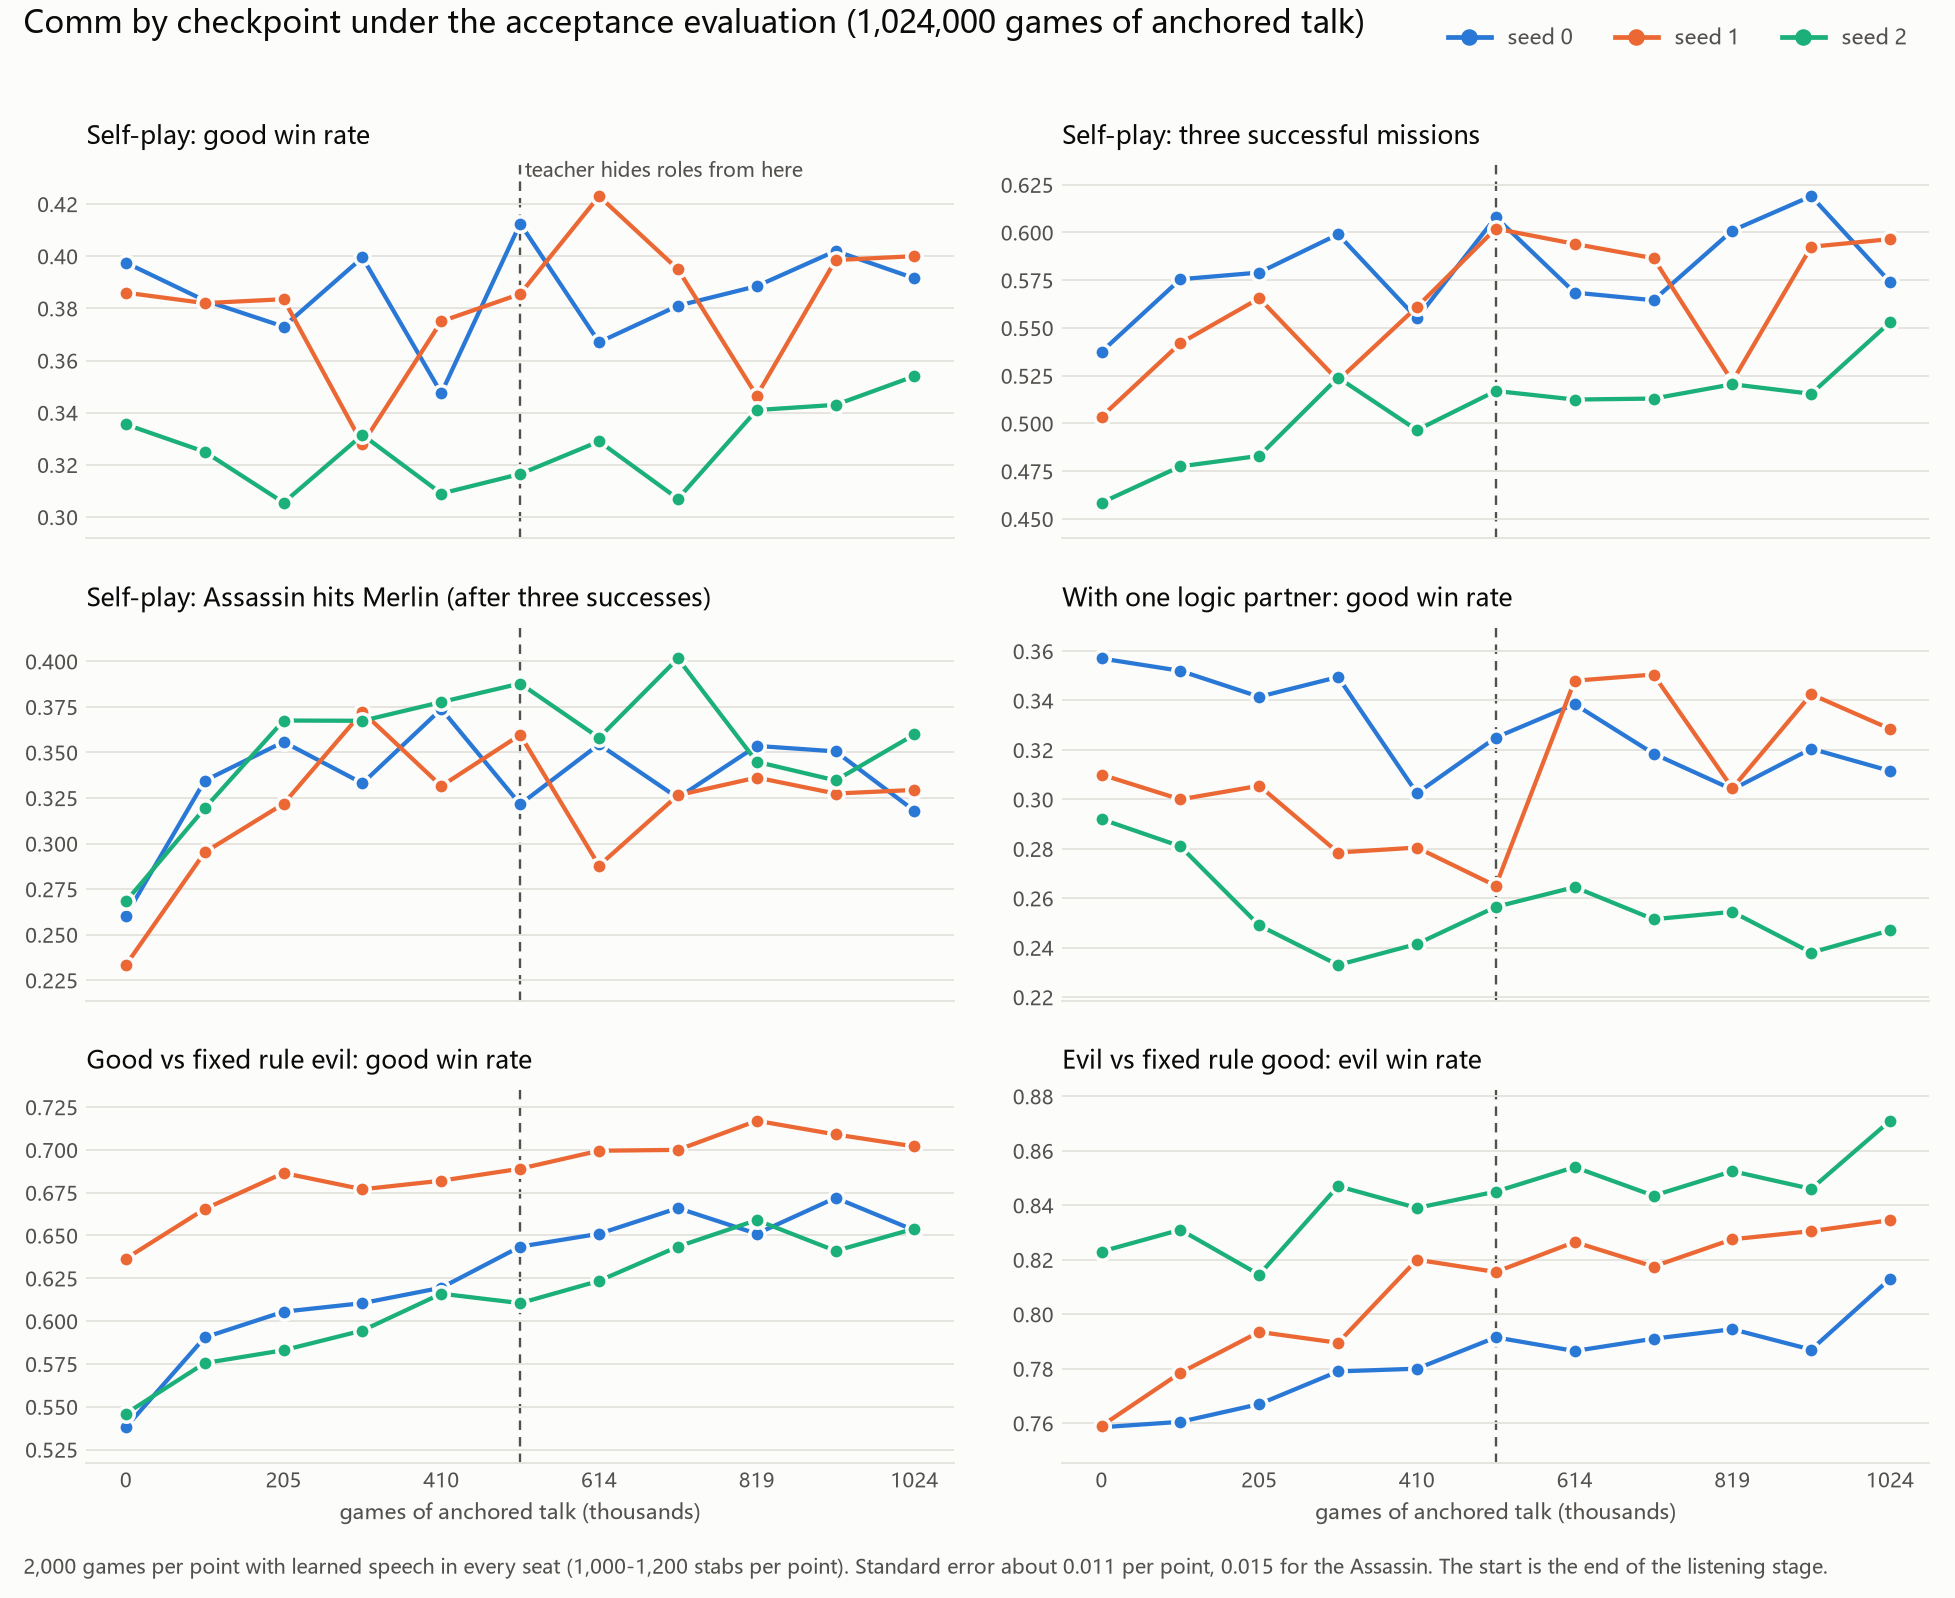 Comm by checkpoint under the acceptance evaluation (1,024,000 games of anchored talk)
seed 0
seed 1
seed 2
Self-play: good win rate
teacher hides roles from here
0.42
0.40
0.38
0.36
0.34
0.32
0.30
Self-play: three successful missions
0.625
0.600
0.575
0.550
0.525
0.500
0.475
0.450
Self-play: Assassin hits Merlin (after three successes)
0.400
0.375
0.350
0.325
0.300
0.275
0.250
0.225
With one logic partner: good win rate
0.36
0.34
0.32
0.30
0.28
0.26
0.24
0.22
Good vs fixed rule evil: good win rate
0.725
0.700
0.675
0.650
0.625
0.600
0.575
0.550
0.525
0 205 410 614 819 1024
games of anchored talk (thousands)
Evil vs fixed rule good: evil win rate
0.88
0.86
0.84
0.82
0.80
0.78
0.76
0 205 410 614 819 1024
games of anchored talk (thousands)
2,000 games per point with learned speech in every seat (1,000-1,200 stabs per point). Standard error about 0.011 per point, 0.015 for the Assassin. The start is the end of the listening stage.